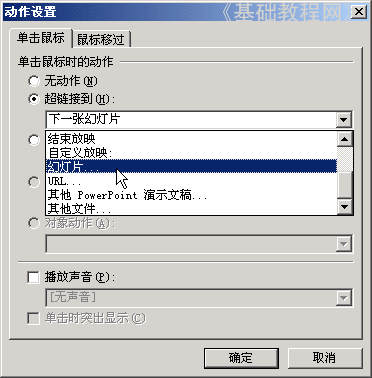 动作设置
《基础教程网》
单击鼠标 鼠标移过
单击鼠标时的动作
无动作(N)
超链接到(H):
下一张幻灯片
结束放映
自定义放映:
幻灯片...
URL...
其他 PowerPoint 演示文稿...
其他文件...
对象动作(A):
播放声音(P):
[无声音]
单击时突出显示(C)
确定 取消